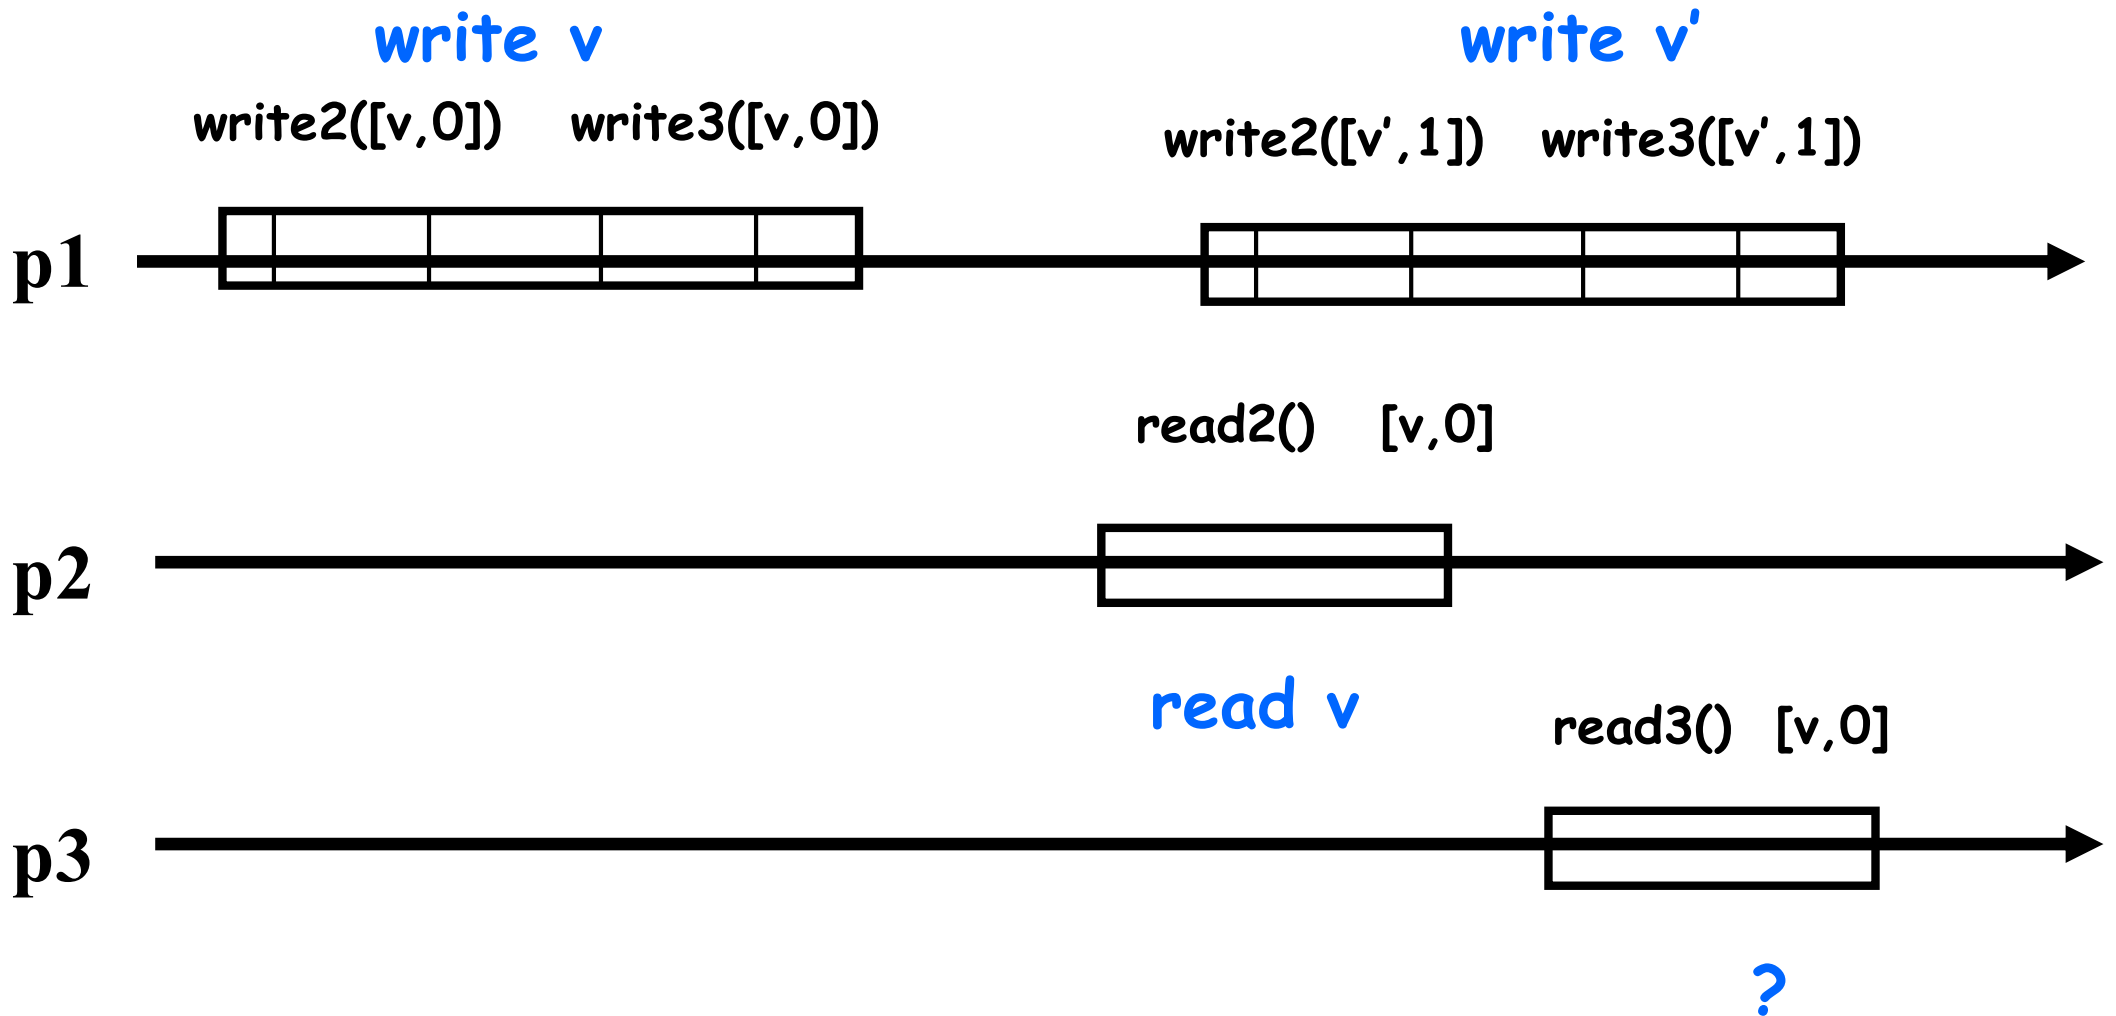 write v write v’
write2([v,0]) write3([v,0])
write2([v’,1]) write3([v’,1])
p1
read2() [v,0]
p2
read v
read3() [v,0]
p3
?